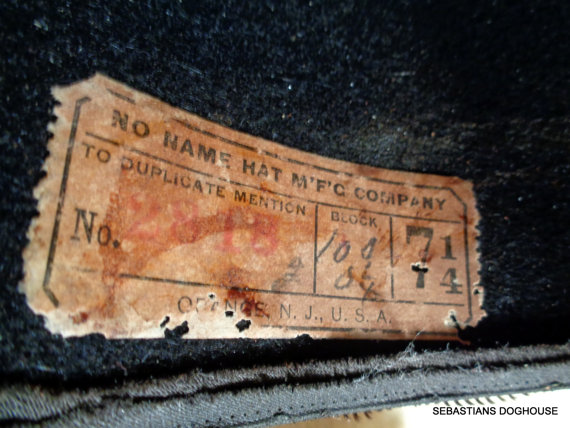 NO NAME HAT M'F'G COMPANY
TO DUPLICATE MENTION
No.
BLOCK
7 1/4
ORANGE, N. J., U. S. A.
SEBASTIANS DOGHOUSE